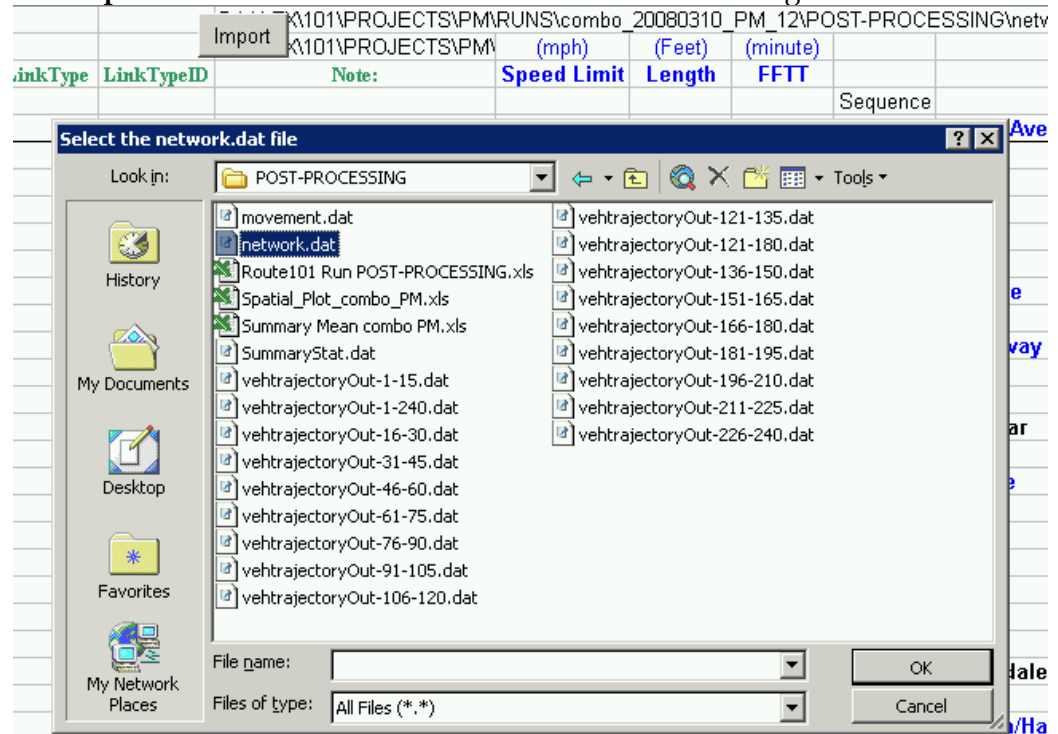 X\101\PROJECTS\PM\RUNS\combo_20080310_PM_12\POST-PROCESSING\netw
Import X\101\PROJECTS\PM\ (mph) (Feet) (minute)
LinkType LinkTypeID Note: Speed Limit Length FFTT
Sequence
Select the network.dat file
Ave
Look in: POST-PROCESSING Tools
movement.dat
network.dat
Route101 Run POST-PROCESSING.xls
Spatial_Plot_combo_PM.xls
Summary Mean combo PM.xls
SummaryStat.dat
vehtrajectoryOut-1-15.dat
vehtrajectoryOut-1-240.dat
vehtrajectoryOut-16-30.dat
vehtrajectoryOut-31-45.dat
vehtrajectoryOut-46-60.dat
vehtrajectoryOut-61-75.dat
vehtrajectoryOut-76-90.dat
vehtrajectoryOut-91-105.dat
vehtrajectoryOut-106-120.dat
vehtrajectoryOut-121-135.dat
vehtrajectoryOut-121-180.dat
vehtrajectoryOut-136-150.dat
vehtrajectoryOut-151-165.dat
vehtrajectoryOut-166-180.dat
vehtrajectoryOut-181-195.dat
vehtrajectoryOut-196-210.dat
vehtrajectoryOut-211-225.dat
vehtrajectoryOut-226-240.dat
History
My Documents
Desktop
Favorites
My Network
Places
e
way
ar
e
dale
n/Ha
File name:
OK
Files of type: All Files (*.*)
Cancel